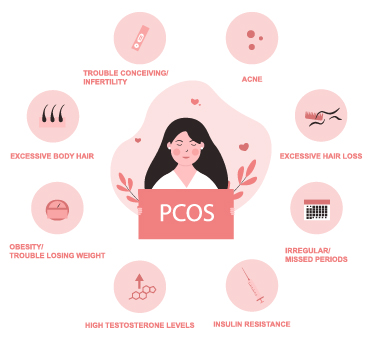 TROUBLE CONCEIVING/
INFERTILITY
ACNE
EXCESSIVE BODY HAIR
EXCESSIVE HAIR LOSS
PCOS
OBESITY/
TROUBLE LOSING WEIGHT
IRREGULAR/
MISSED PERIODS
HIGH TESTOSTERONE LEVELS
INSULIN RESISTANCE